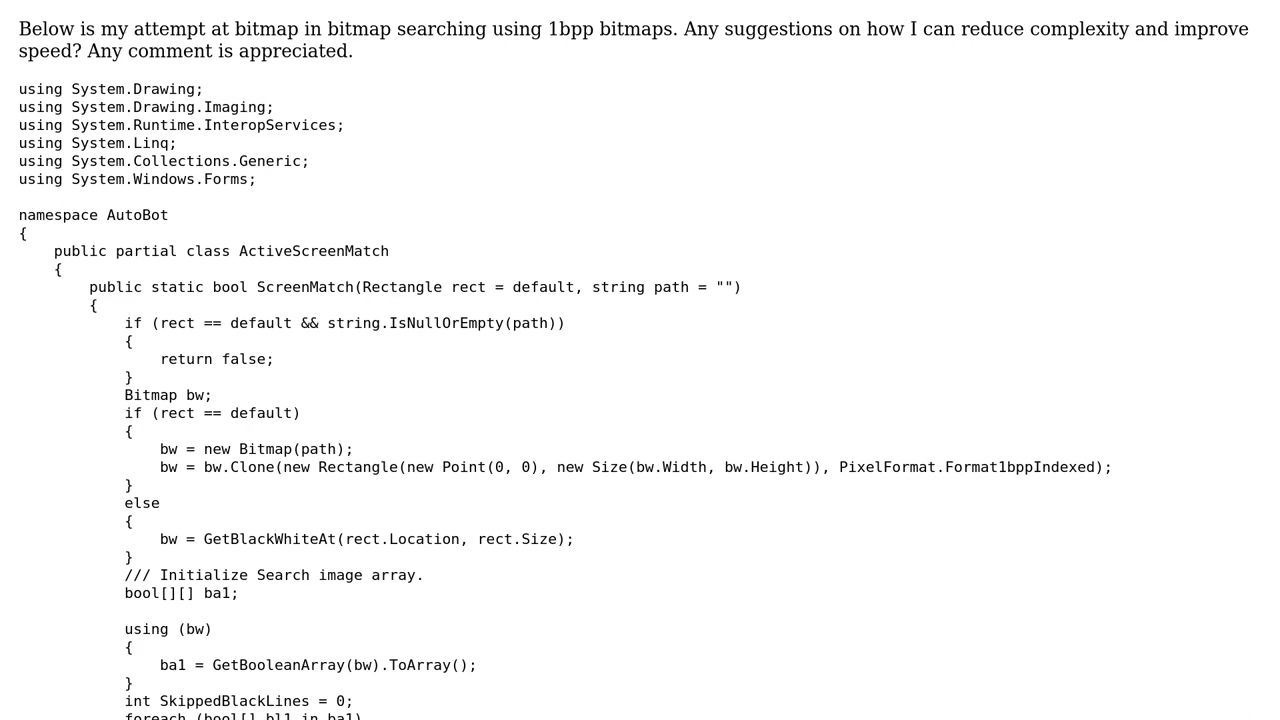 Below is my attempt at bitmap in bitmap searching using 1bpp bitmaps. Any suggestions on how I can reduce complexity and improve
speed? Any comment is appreciated.
using System.Drawing;
using System.Drawing.Imaging;
using System.Runtime.InteropServices;
using System.Linq;
using System.Collections.Generic;
using System.Windows.Forms;
namespace AutoBot
{
    public partial class ActiveScreenMatch
    {
        public static bool ScreenMatch(Rectangle rect = default, string path = "")
        {
            if (rect == default && string.IsNullOrEmpty(path))
            {
                return false;
            }
            Bitmap bw;
            if (rect == default)
            {
                bw = new Bitmap(path);
                bw = bw.Clone(new Rectangle(new Point(0, 0), new Size(bw.Width, bw.Height)), PixelFormat.Format1bppIndexed);
            }
            else
            {
                bw = GetBlackWhiteAt(rect.Location, rect.Size);
            }
            /// Initialize Search image array.
            bool[][] ba1;
            using (bw)
            {
                ba1 = GetBooleanArray(bw).ToArray();
            }
            int SkippedBlackLines = 0;
            foreach (bool[] bl1 in ba1)